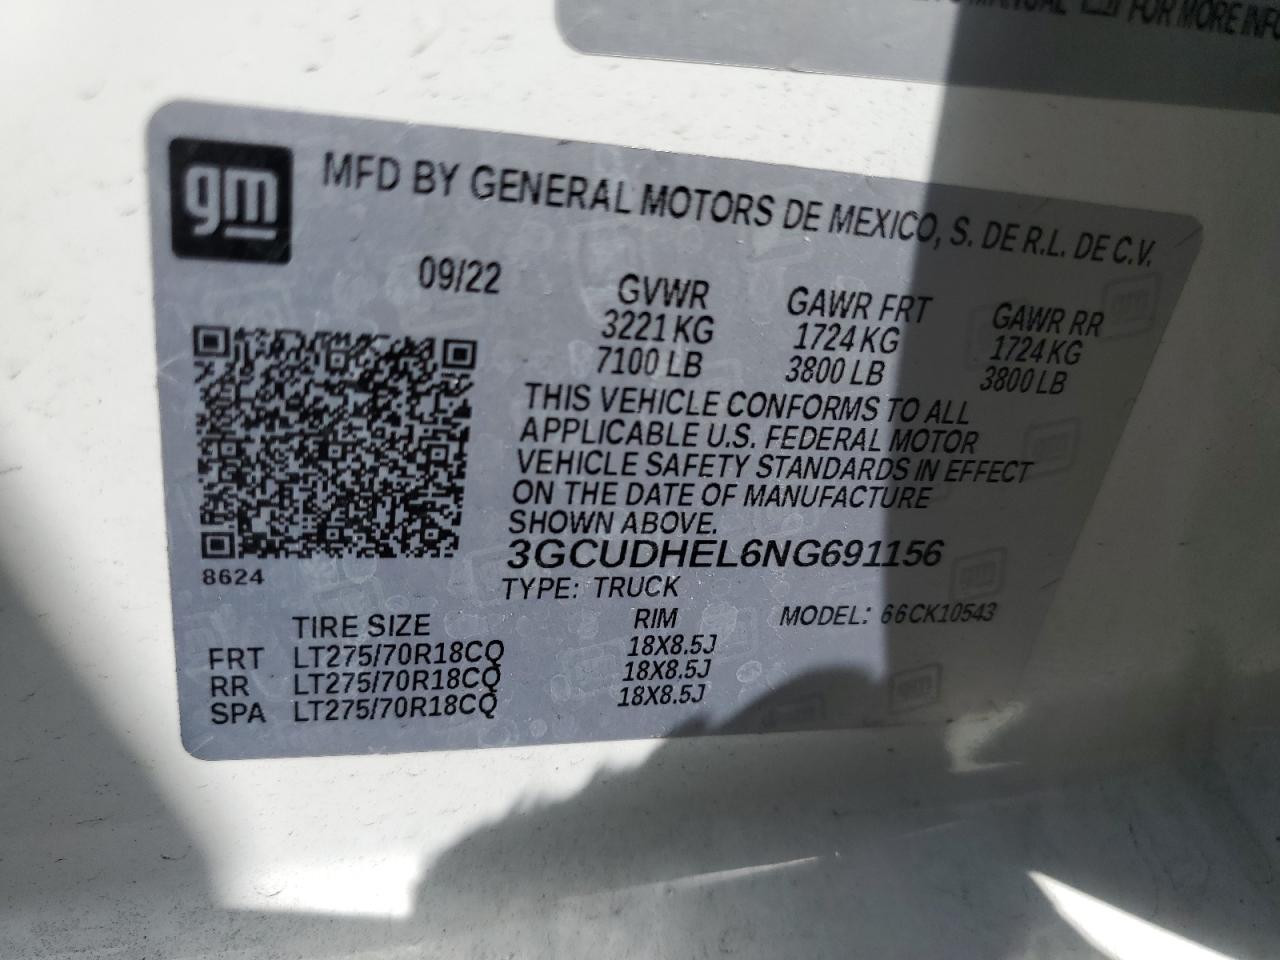 MANUAL FOR MORE INFO
gm
MFD BY GENERAL MOTORS DE MEXICO, S. DE R.L. DE C.V.
09/22
GVWR GAWR FRT GAWR RR
3221 KG 1724 KG 1724 KG
7100 LB 3800 LB 3800 LB
THIS VEHICLE CONFORMS TO ALL
APPLICABLE U.S. FEDERAL MOTOR
VEHICLE SAFETY STANDARDS IN EFFECT
ON THE DATE OF MANUFACTURE
SHOWN ABOVE.
3GCUDHEL6NG691156
8624
TYPE: TRUCK
TIRE SIZE RIM MODEL: 66CK10543
FRT LT275/70R18CQ 18X8.5J
RR LT275/70R18CQ 18X8.5J
SPA LT275/70R18CQ 18X8.5J